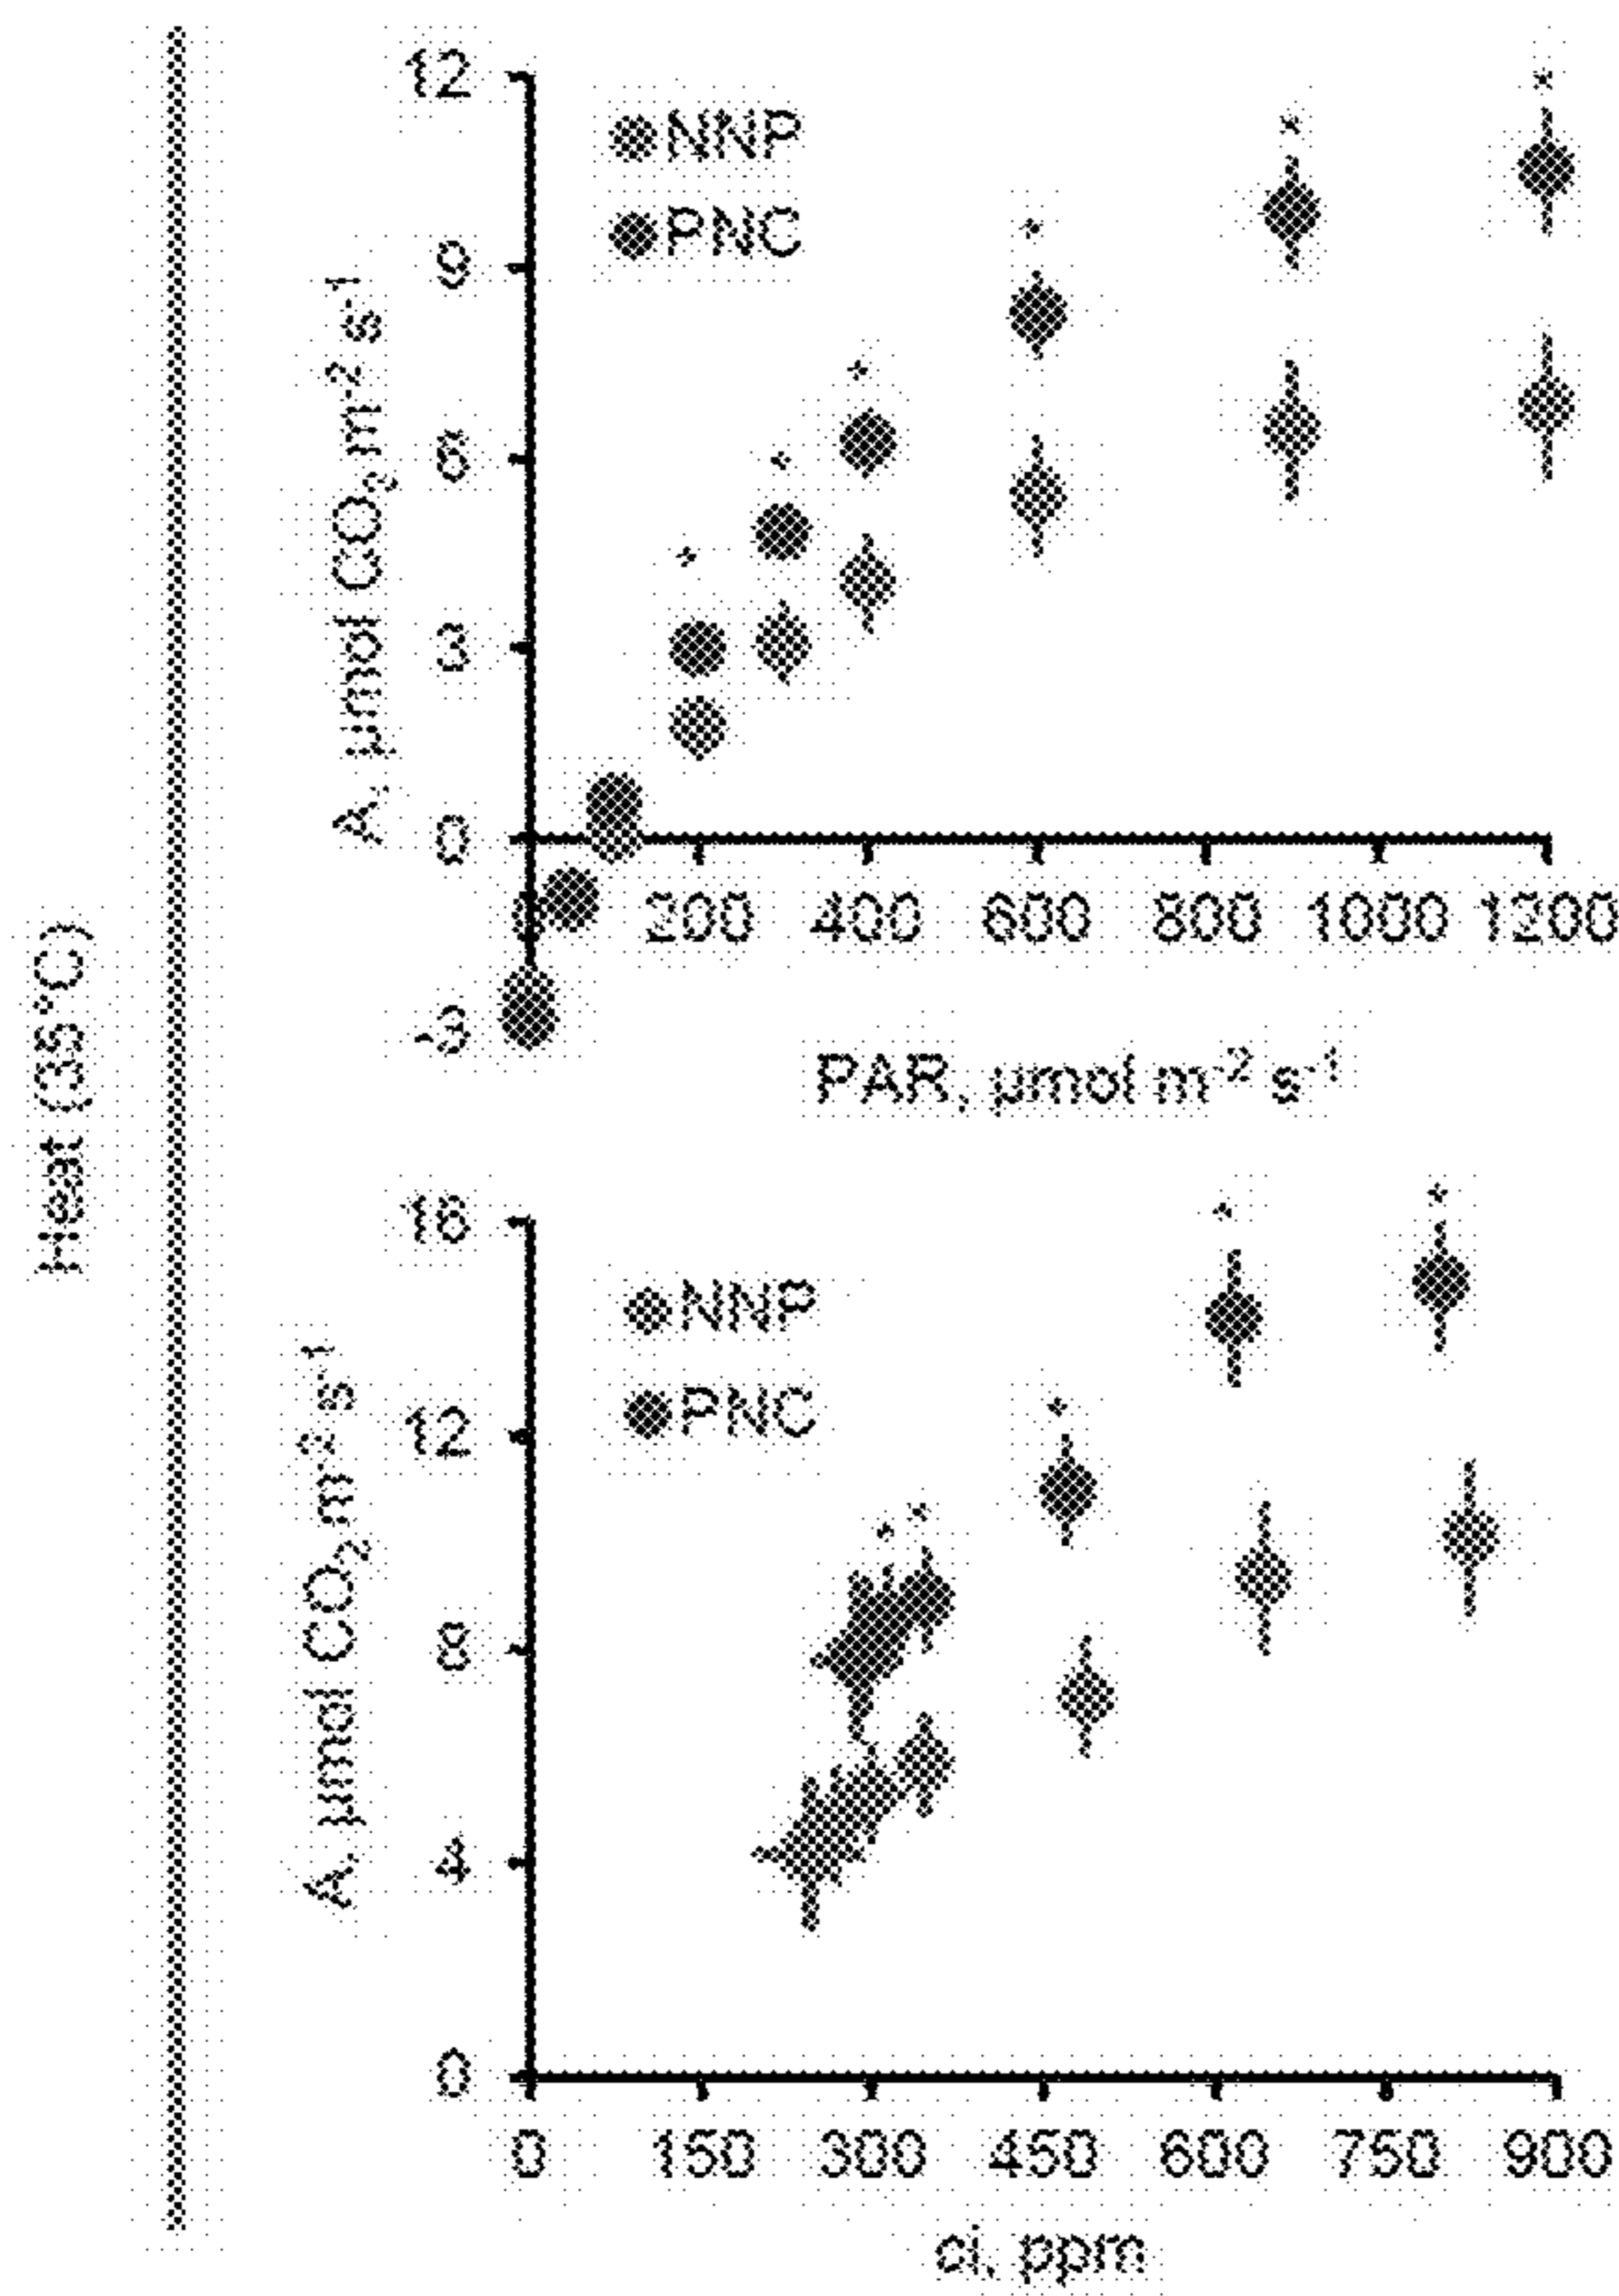 Heat (35°C)
A, µmol CO₂ m⁻² s⁻¹
12
9
6
3
0
-3
NNP
PNC
*
*
*
*
*
*
0 200 400 600 800 1000 1200
PAR, µmol m⁻² s⁻¹
A, µmol CO₂ m⁻² s⁻¹
16
12
8
4
0
NNP
PNC
*
*
*
*
*
0 150 300 450 600 750 900
ci, ppm